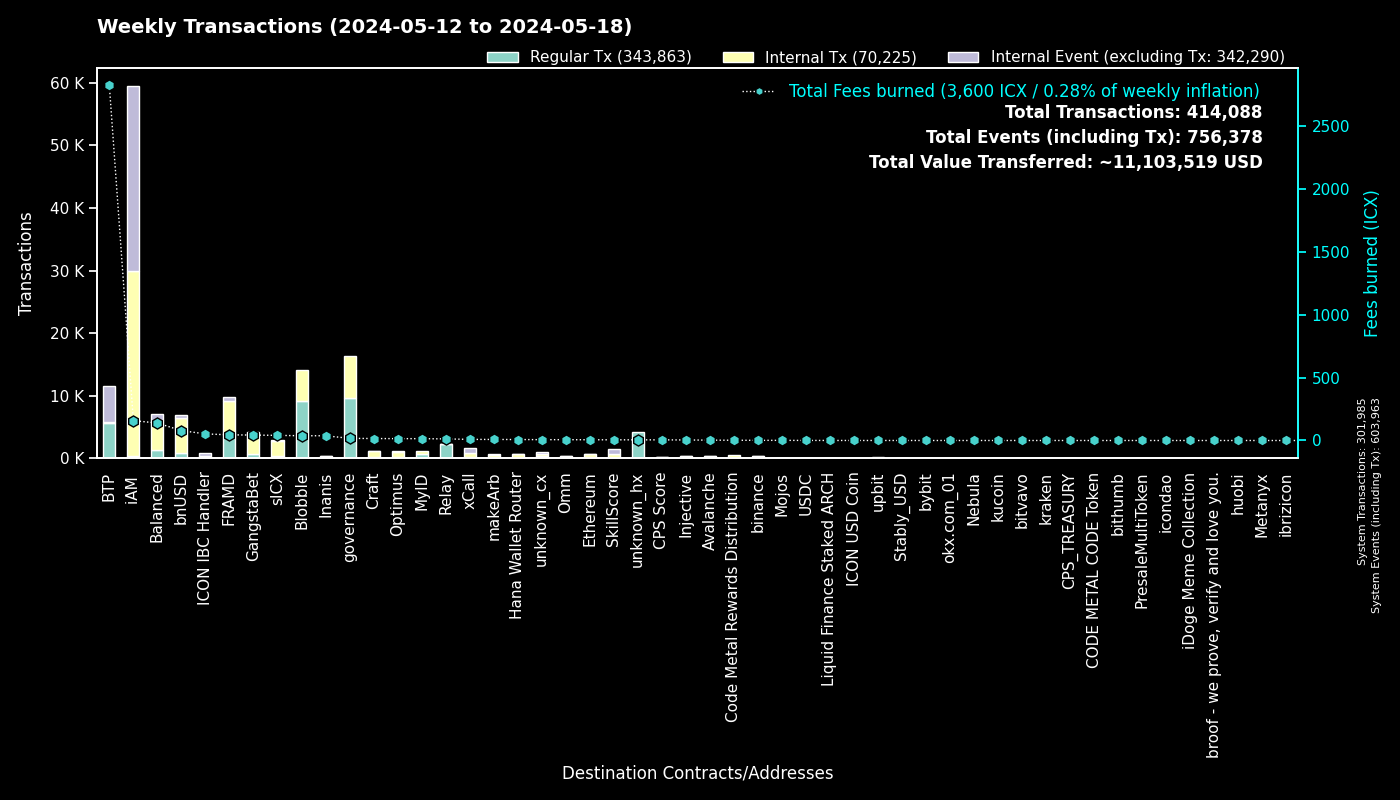 Weekly Transactions (2024-05-12 to 2024-05-18)
Regular Tx (343,863)
Internal Tx (70,225)
Internal Event (excluding Tx: 342,290)
Total Fees burned (3,600 ICX / 0.28% of weekly inflation)
Total Transactions: 414,088
Total Events (including Tx): 756,378
Total Value Transferred: ~11,103,519 USD
Transactions
60 K
50 K
40 K
30 K
20 K
10 K
0 K
2500
2000
1500
1000
500
0
Fees burned (ICX)
System Transactions: 301,985
System Events (including Tx): 603,963
BTP
iAM
Balanced
bnUSD
ICON IBC Handler
FRAMD
GangstaBet
sICX
Blobble
Inanis
governance
Craft
Optimus
MyID
Relay
xCall
makeArb
Hana Wallet Router
unknown_cx
Omm
Ethereum
SkillScore
unknown_hx
CPS Score
Injective
Avalanche
Code Metal Rewards Distribution
binance
Mojos
USDC
Liquid Finance Staked ARCH
ICON USD Coin
upbit
Stably_USD
bybit
okx.com_01
Nebula
kucoin
bitvavo
kraken
CPS_TREASURY
CODE METAL CODE Token
bithumb
PresaleMultiToken
icondao
iDoge Meme Collection
broof - we prove, verify and love you.
huobi
Metanyx
ibrizicon
Destination Contracts/Addresses